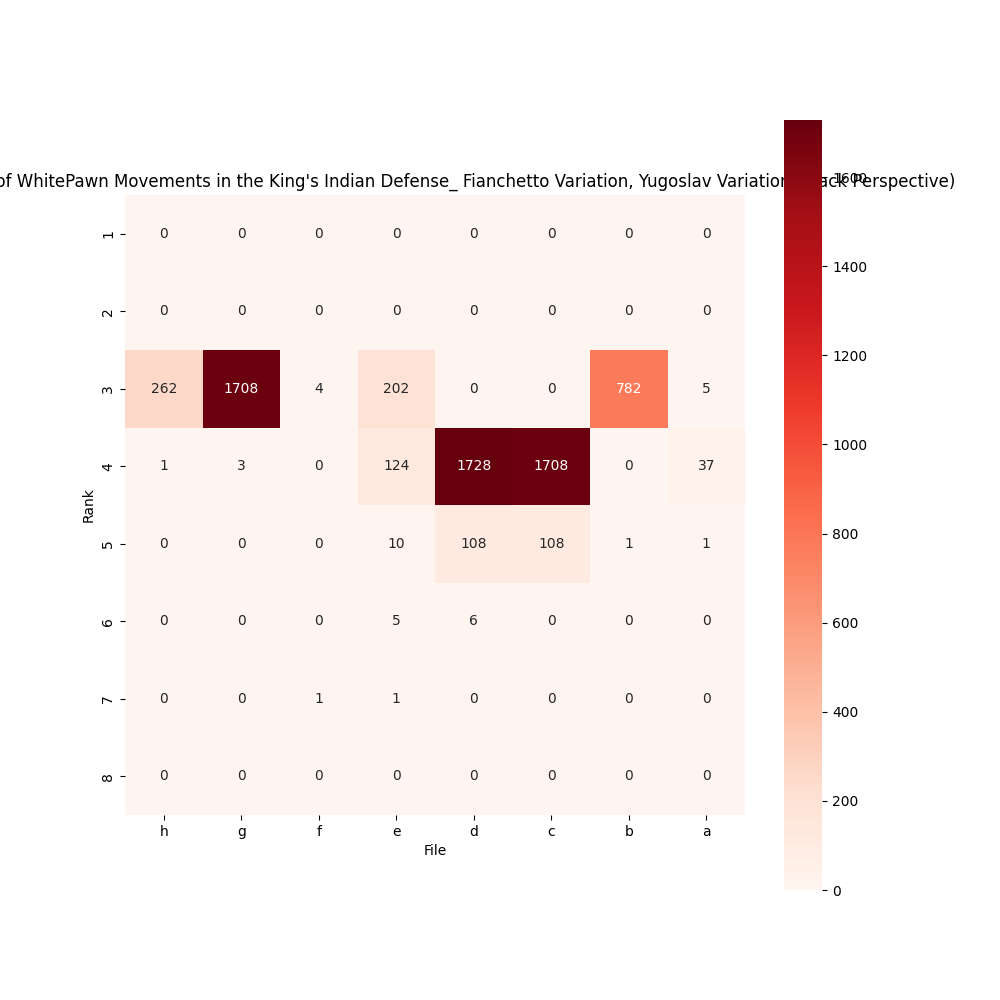 of WhitePawn Movements in the King's Indian Defense_ Fianchetto Variation, Yugoslav Variation Perspective)
1600
1400
1200
1000
800
600
400
200
0
Rank
1 0 0 0 0 0 0 0 0
2 0 0 0 0 0 0 0 0
3 262 1708 4 202 0 0 782 5
4 1 3 0 124 1728 1708 0 37
5 0 0 0 10 108 108 1 1
6 0 0 0 5 6 0 0 0
7 0 0 1 1 0 0 0 0
8 0 0 0 0 0 0 0 0
h g f e d c b a
File